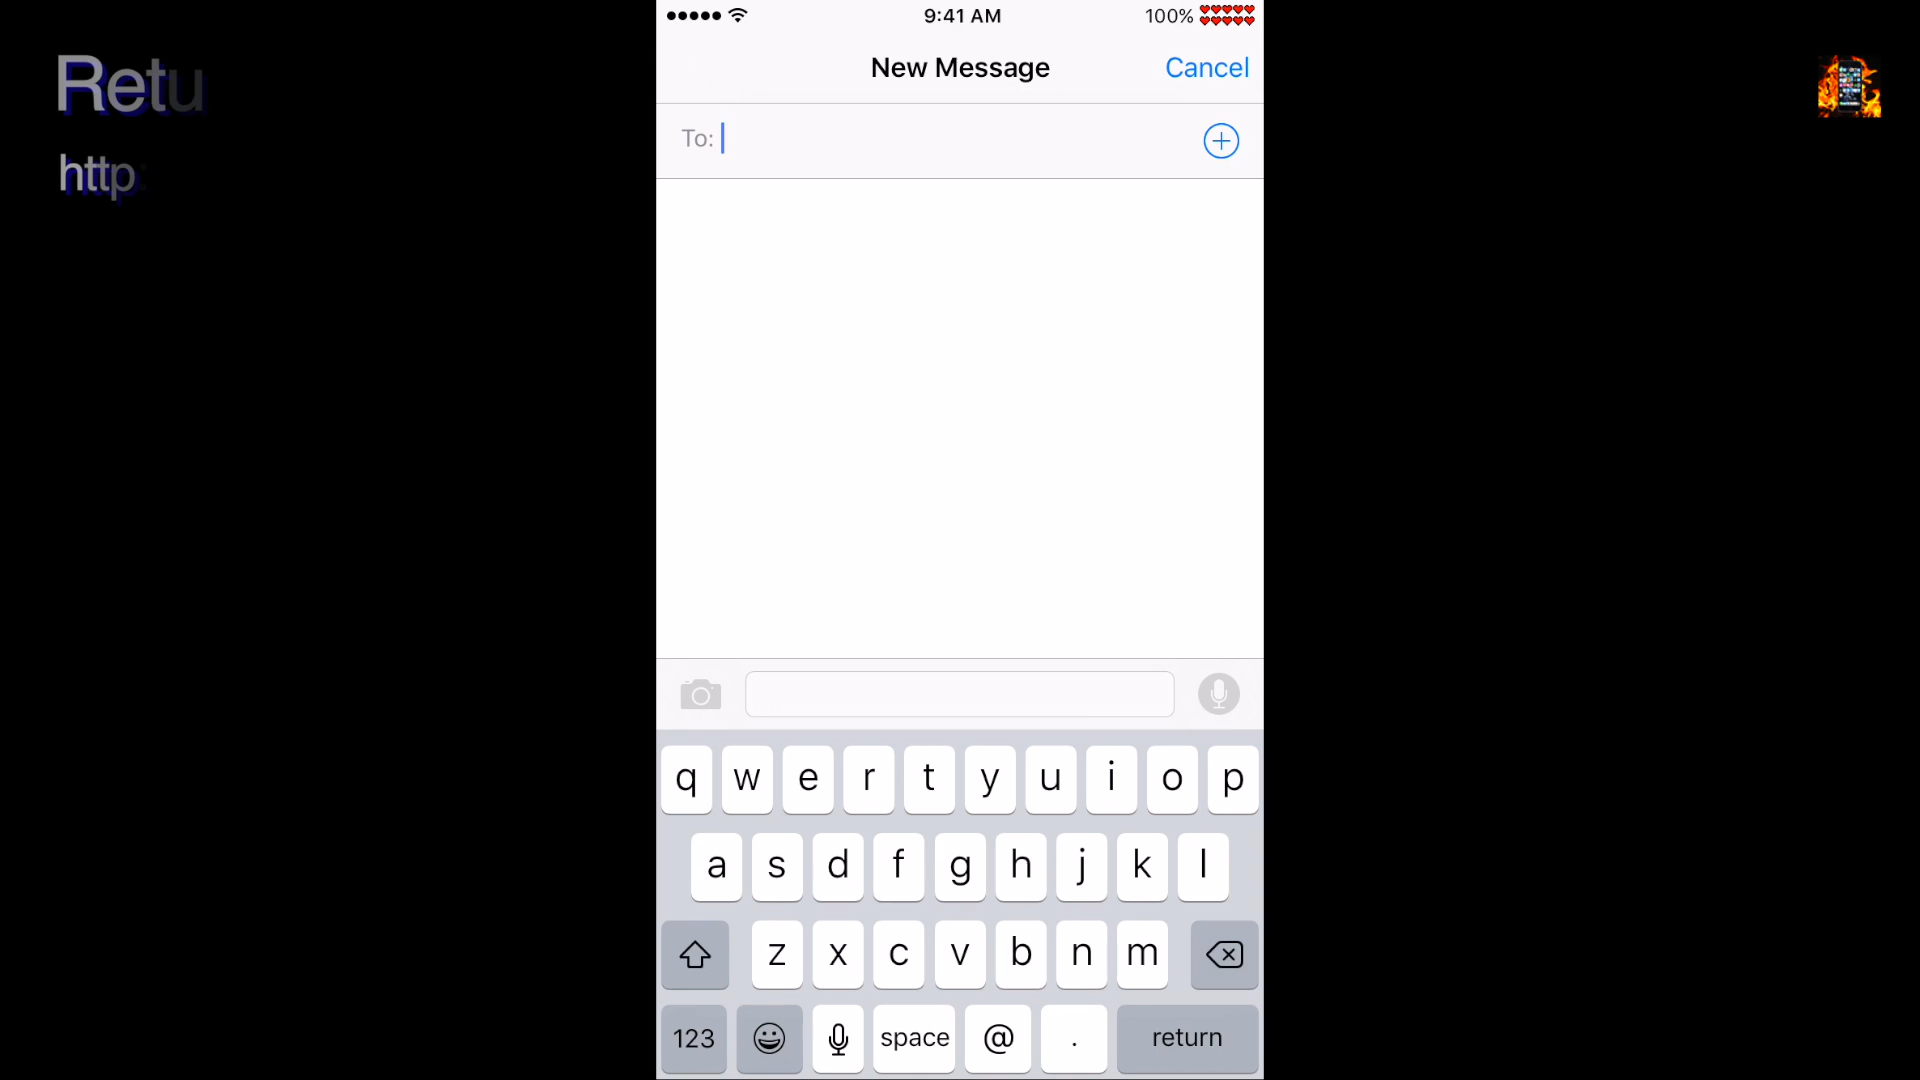 9:41 AM
100%
Retu
http
New Message
Cancel
To:
q w e r t y u i o p
a s d f g h j k l
z x c v b n m
123 space @ . return